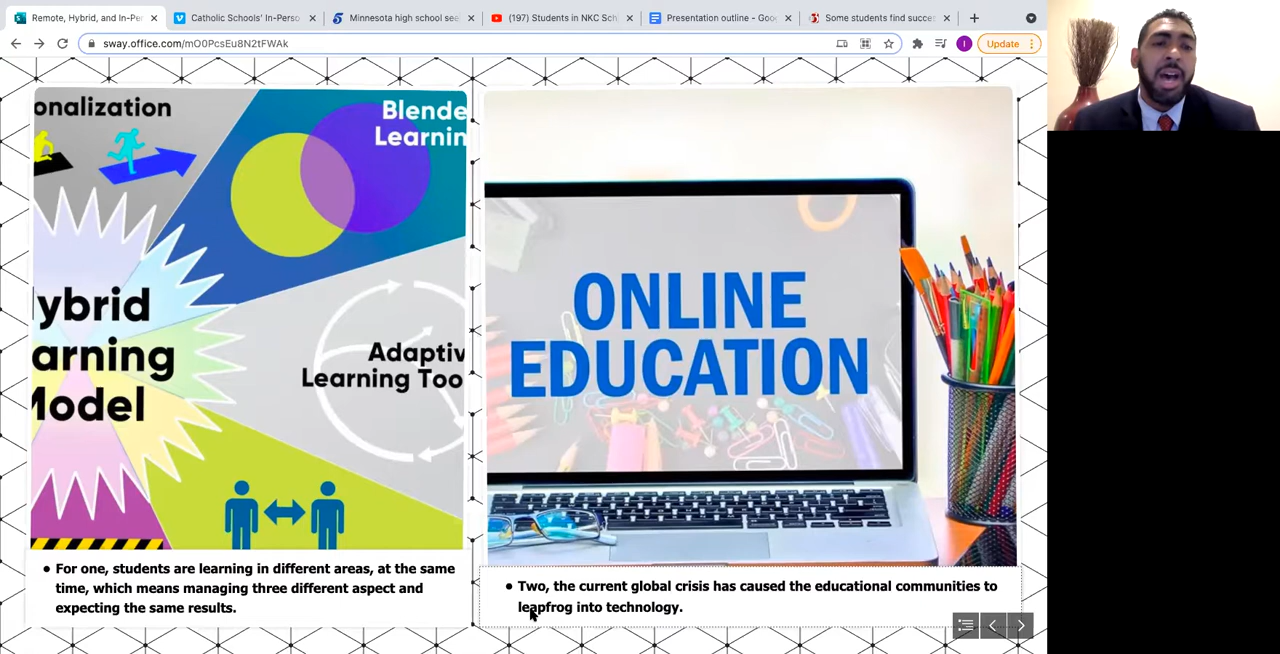 Remote, Hybrid, and In-Per
Catholic Schools' In-Perso
Minnesota high school see
(197) Students in NKC Sch
Presentation outline - Goo
Some students find succes
sway.office.com/mO0PcsEu8N2tFWAk
I
Update
onalization
Blende
Learnin
ybrid
arning
Model
Adaptiv
Learning Too
ONLINE
EDUCATION
• For one, students are learning in different areas, at the same
time, which means managing three different aspect and
expecting the same results.
• Two, the current global crisis has caused the educational communities to
leapfrog into technology.